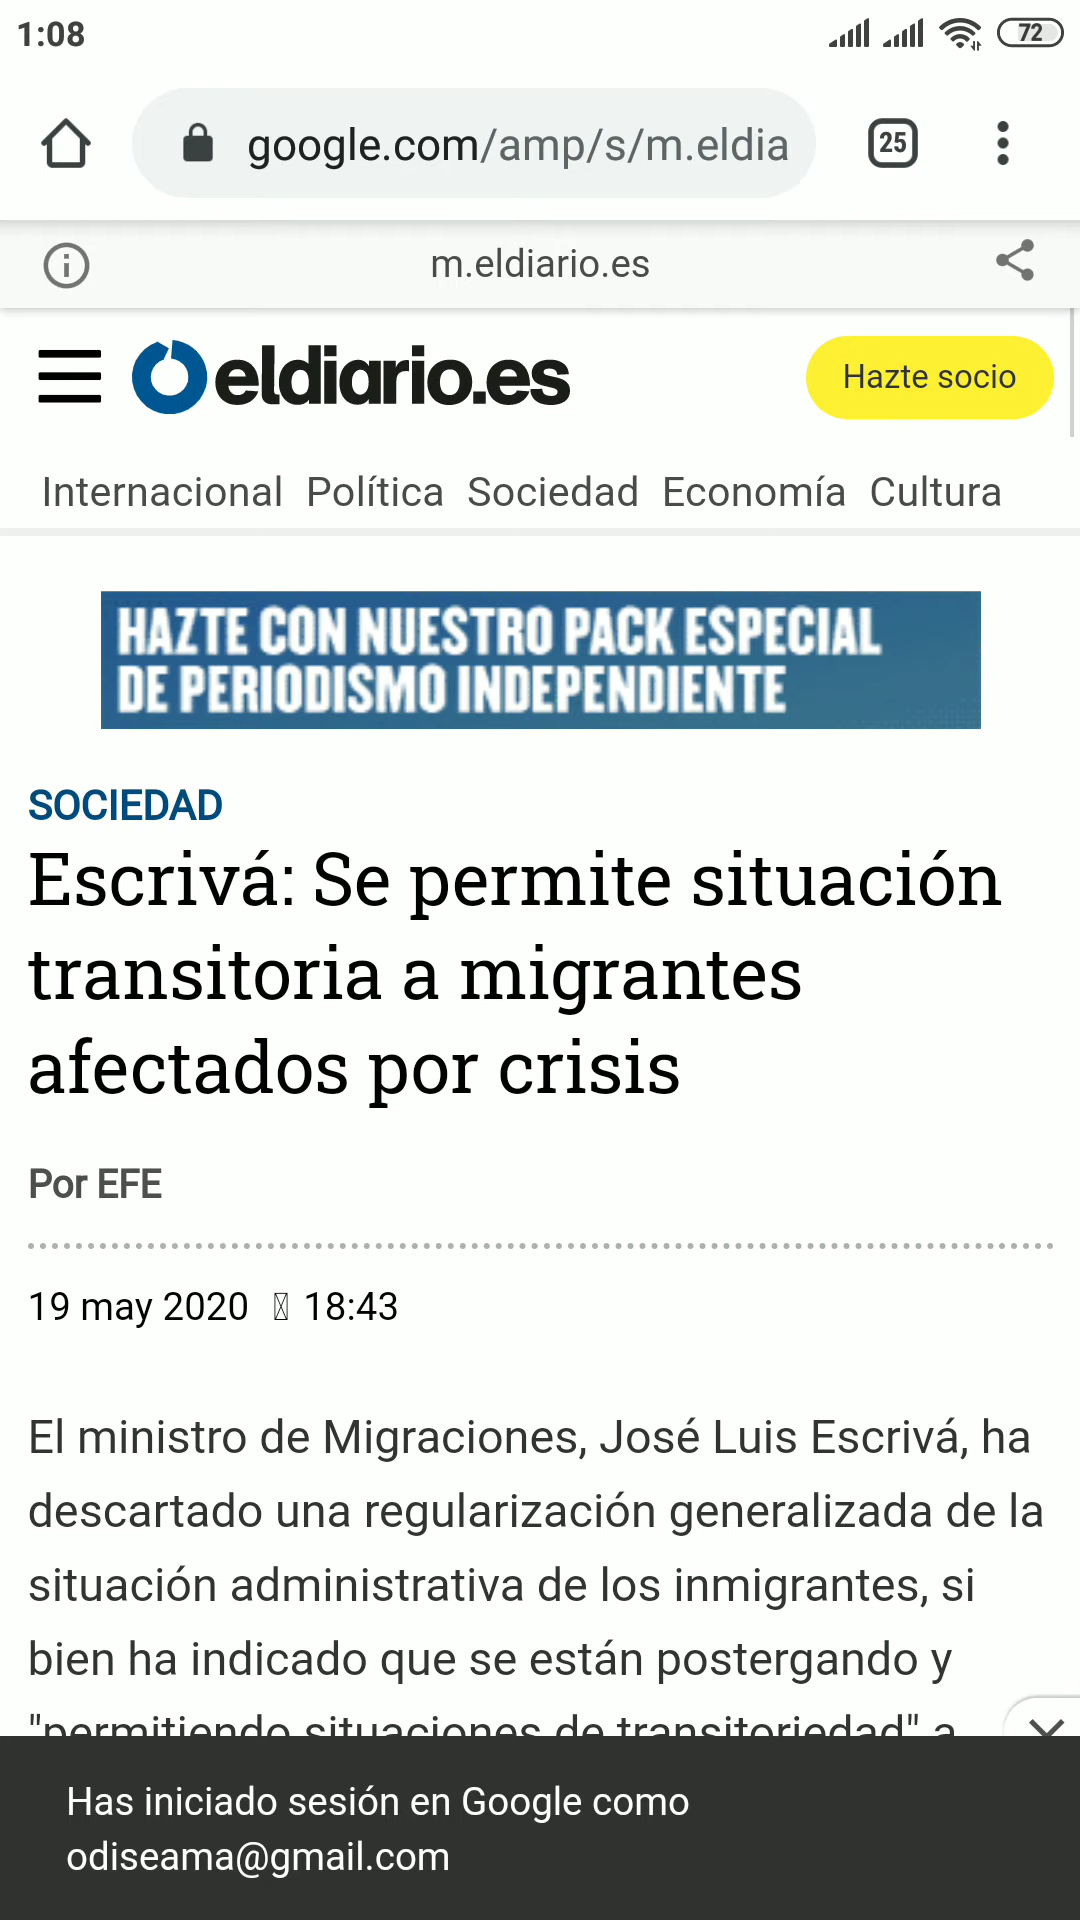 1:08
72
google.com/amp/s/m.eldia
25
m.eldiario.es
eldiario.es
Hazte socio
Internacional Política Sociedad Economía Cultura
HAZTE CON NUESTRO PACK ESPECIAL
DE PERIODISMO INDEPENDIENTE
SOCIEDAD
Escrivá: Se permite situación
transitoria a migrantes
afectados por crisis
Por EFE
19 may 2020 18:43
El ministro de Migraciones, José Luis Escrivá, ha
descartado una regularización generalizada de la
situación administrativa de los inmigrantes, si
bien ha indicado que se están postergando y
"permitiendo situaciones de transitoriedad" a
Has iniciado sesión en Google como
odiseama@gmail.com